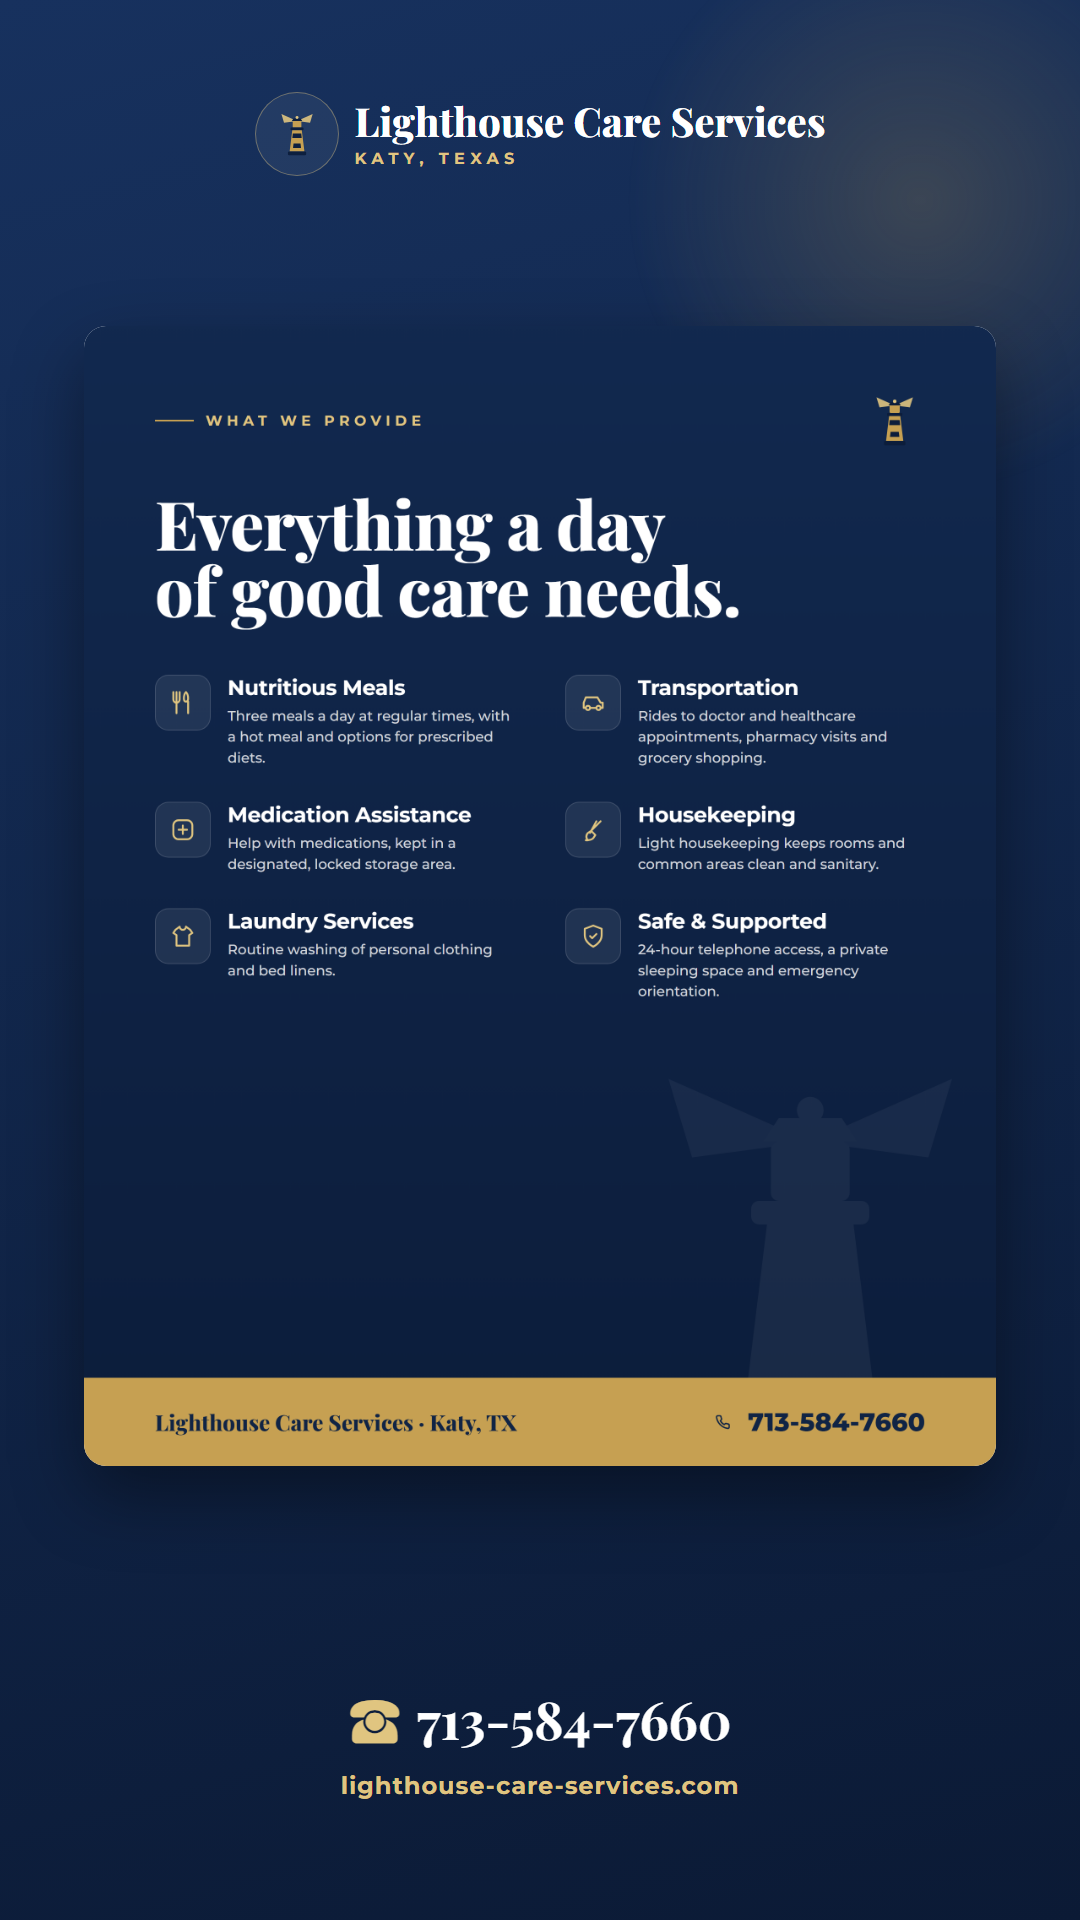 Lighthouse Care Services
KATY, TEXAS
WHAT WE PROVIDE
Everything a day
of good care needs.
Nutritious Meals
Three meals a day at regular times, with
a hot meal and options for prescribed
diets.
Transportation
Rides to doctor and healthcare
appointments, pharmacy visits and
grocery shopping.
Medication Assistance
Help with medications, kept in a
designated, locked storage area.
Housekeeping
Light housekeeping keeps rooms and
common areas clean and sanitary.
Laundry Services
Routine washing of personal clothing
and bed linens.
Safe & Supported
24-hour telephone access, a private
sleeping space and emergency
orientation.
Lighthouse Care Services · Katy, TX
713-584-7660
713-584-7660
lighthouse-care-services.com